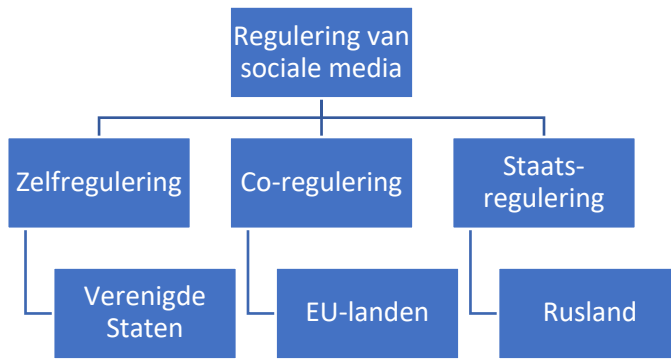 Regulering van
sociale media
Zelfregulering
Co-regulering
Staats-
regulering
Verenigde
Staten
EU-landen
Rusland